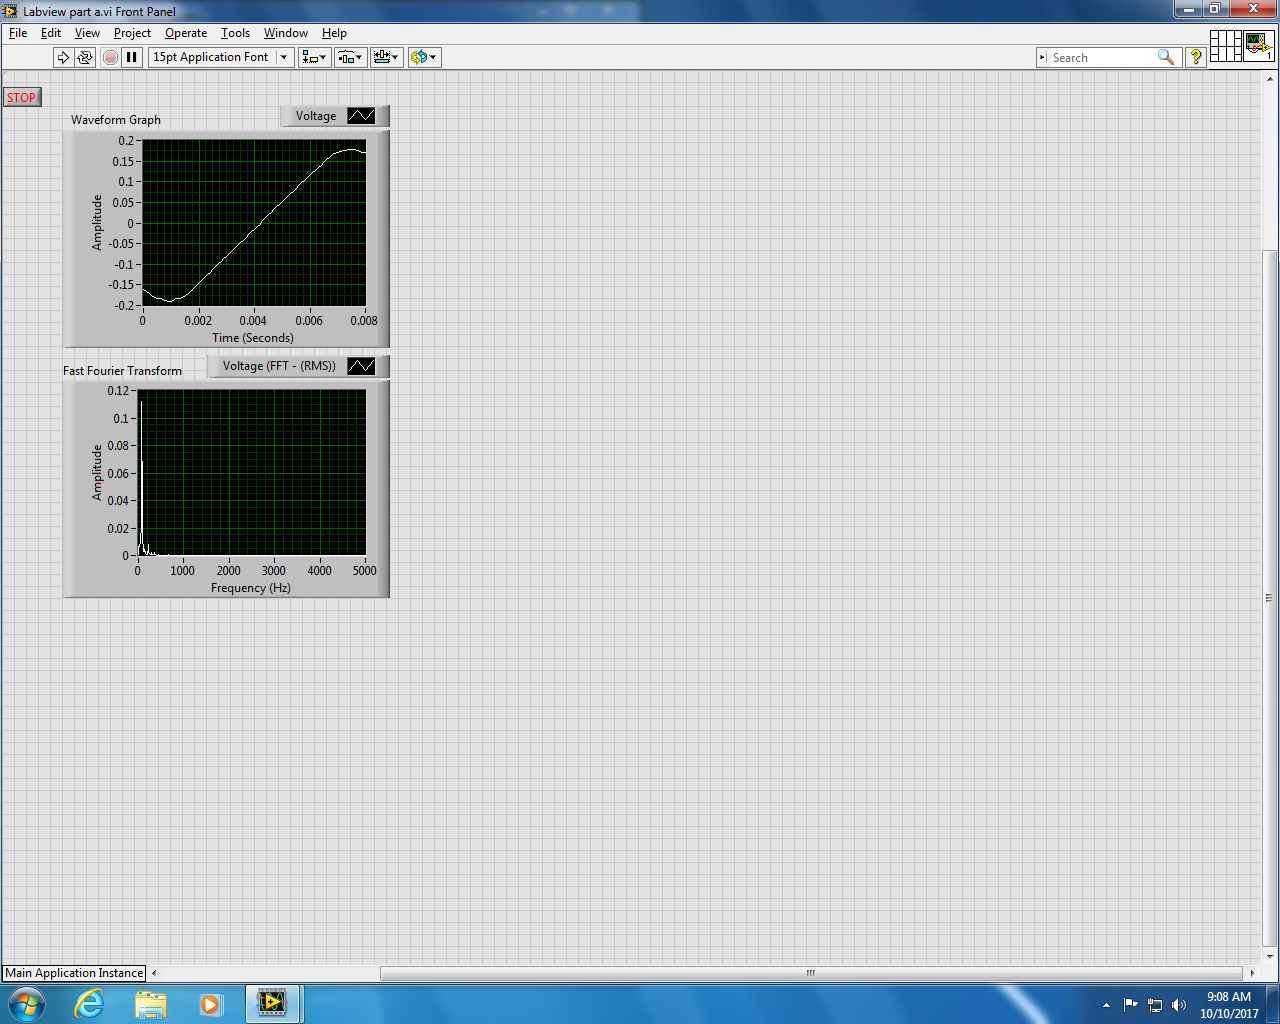 Labview part a.vi Front Panel
File Edit View Project Operate Tools Window Help
15pt Application Font
Search
?
1
STOP
Waveform Graph
Voltage
0.2
0.15
0.1
0.05
0
-0.05
-0.1
-0.15
-0.2
Amplitude
0 0.002 0.004 0.006 0.008
Time (Seconds)
Fast Fourier Transform
Voltage (FFT - (RMS))
0.12
0.1
0.08
0.06
0.04
0.02
0
Amplitude
0 1000 2000 3000 4000 5000
Frequency (Hz)
Main Application Instance
9:08 AM
10/10/2017